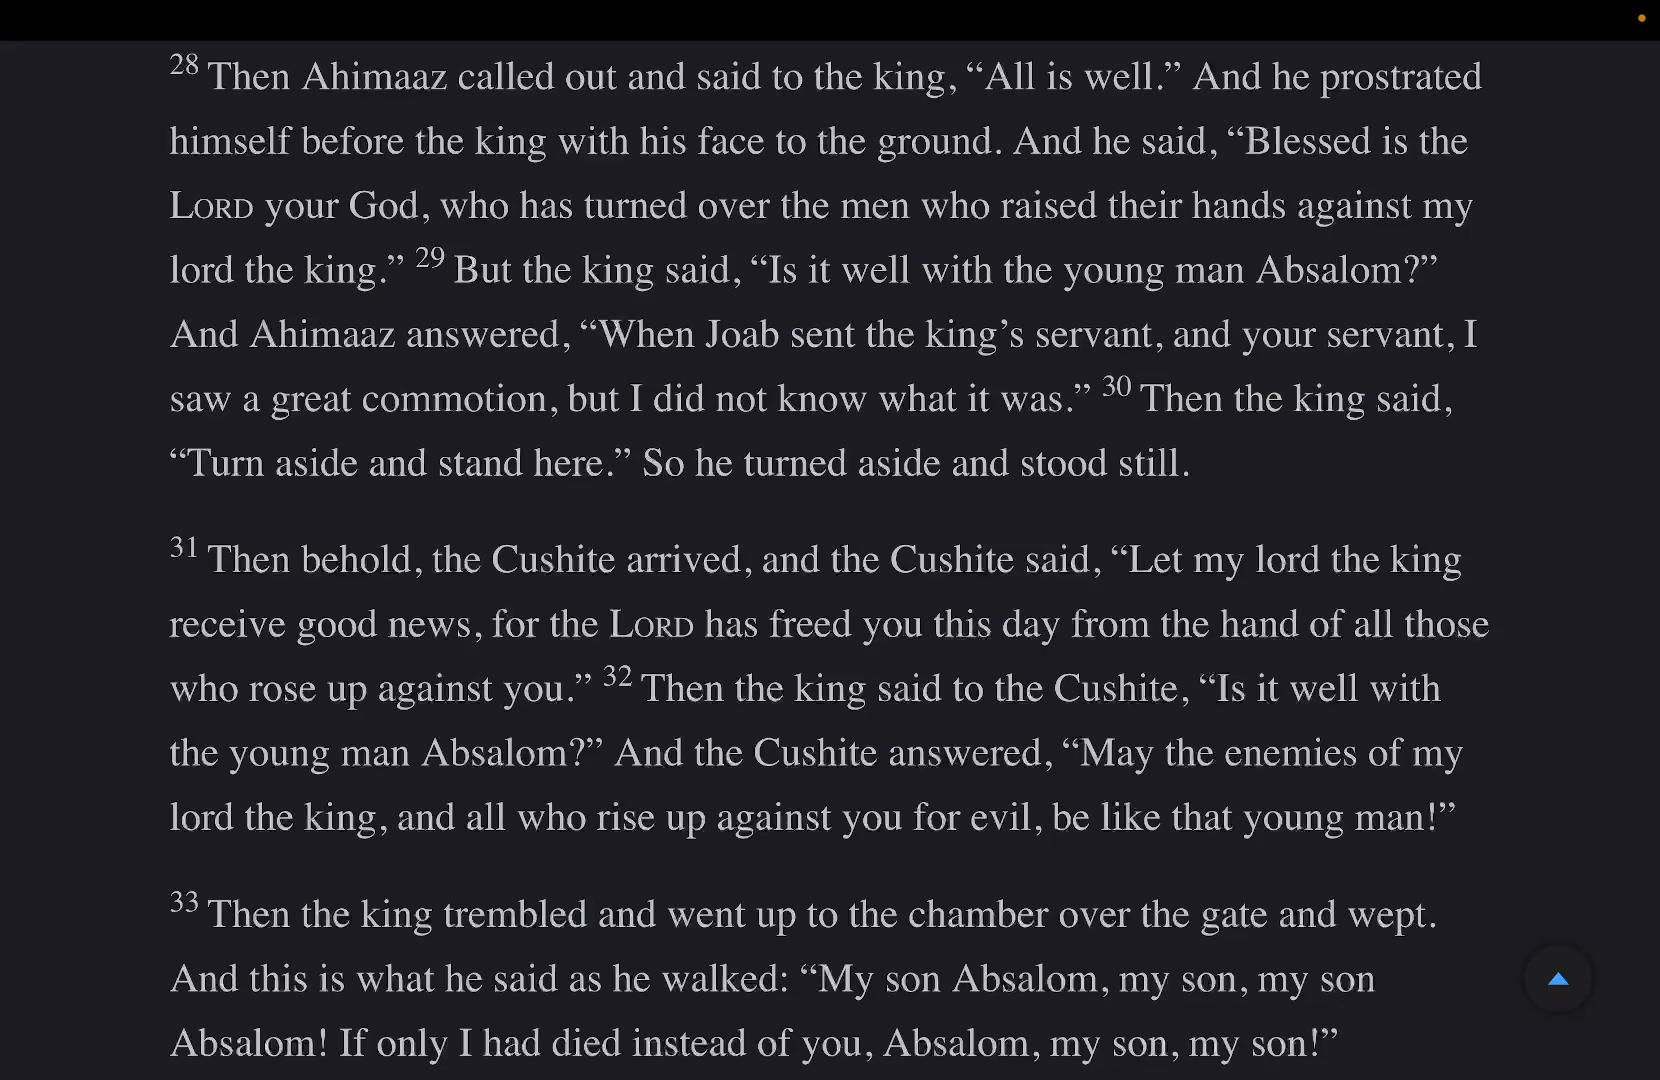 28 Then Ahimaaz called out and said to the king, “All is well.” And he prostrated
himself before the king with his face to the ground. And he said, “Blessed is the
LORD your God, who has turned over the men who raised their hands against my
lord the king.” 29 But the king said, “Is it well with the young man Absalom?”
And Ahimaaz answered, “When Joab sent the king’s servant, and your servant, I
saw a great commotion, but I did not know what it was.” 30 Then the king said,
“Turn aside and stand here.” So he turned aside and stood still.
31 Then behold, the Cushite arrived, and the Cushite said, “Let my lord the king
receive good news, for the LORD has freed you this day from the hand of all those
who rose up against you.” 32 Then the king said to the Cushite, “Is it well with
the young man Absalom?” And the Cushite answered, “May the enemies of my
lord the king, and all who rise up against you for evil, be like that young man!”
33 Then the king trembled and went up to the chamber over the gate and wept.
And this is what he said as he walked: “My son Absalom, my son, my son
Absalom! If only I had died instead of you, Absalom, my son, my son!”